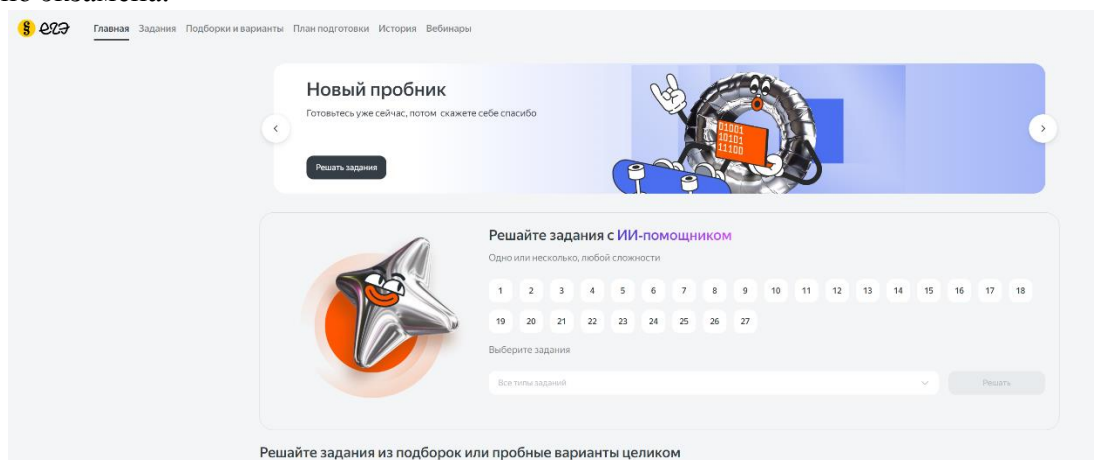 § ЕГЭ Главная Задания Подборки и варианты План подготовки История Вебинары
Новый пробник
Готовьтесь уже сейчас, потом скажете себе спасибо
01001
10101
11100
Решать задания
Решайте задания с ИИ-помощником
Одно или несколько, любой сложности
1 2 3 4 5 6 7 8 9 10 11 12 13 14 15 16 17 18
19 20 21 22 23 24 25 26 27
Выберите задания
Все типы заданий Решать
Решайте задания из подборок или пробные варианты целиком